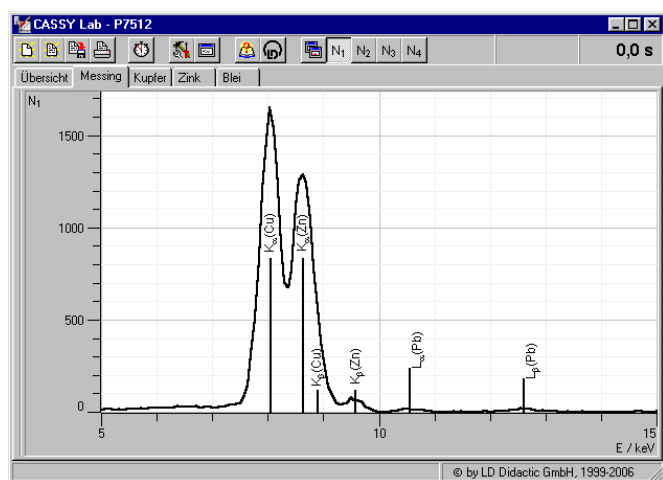 CASSY Lab - P7512
N1 N2 N3 N4 0,0 s
Übersicht Messing Kupfer Zink Blei
N₁
1500
1000
500
0
Kα(Cu)
Kα(Zn)
Kβ(Cu)
Kβ(Zn)
Lα(Pb)
Lβ(Pb)
5 10 15
E / keV
© by LD Didactic GmbH, 1999-2006